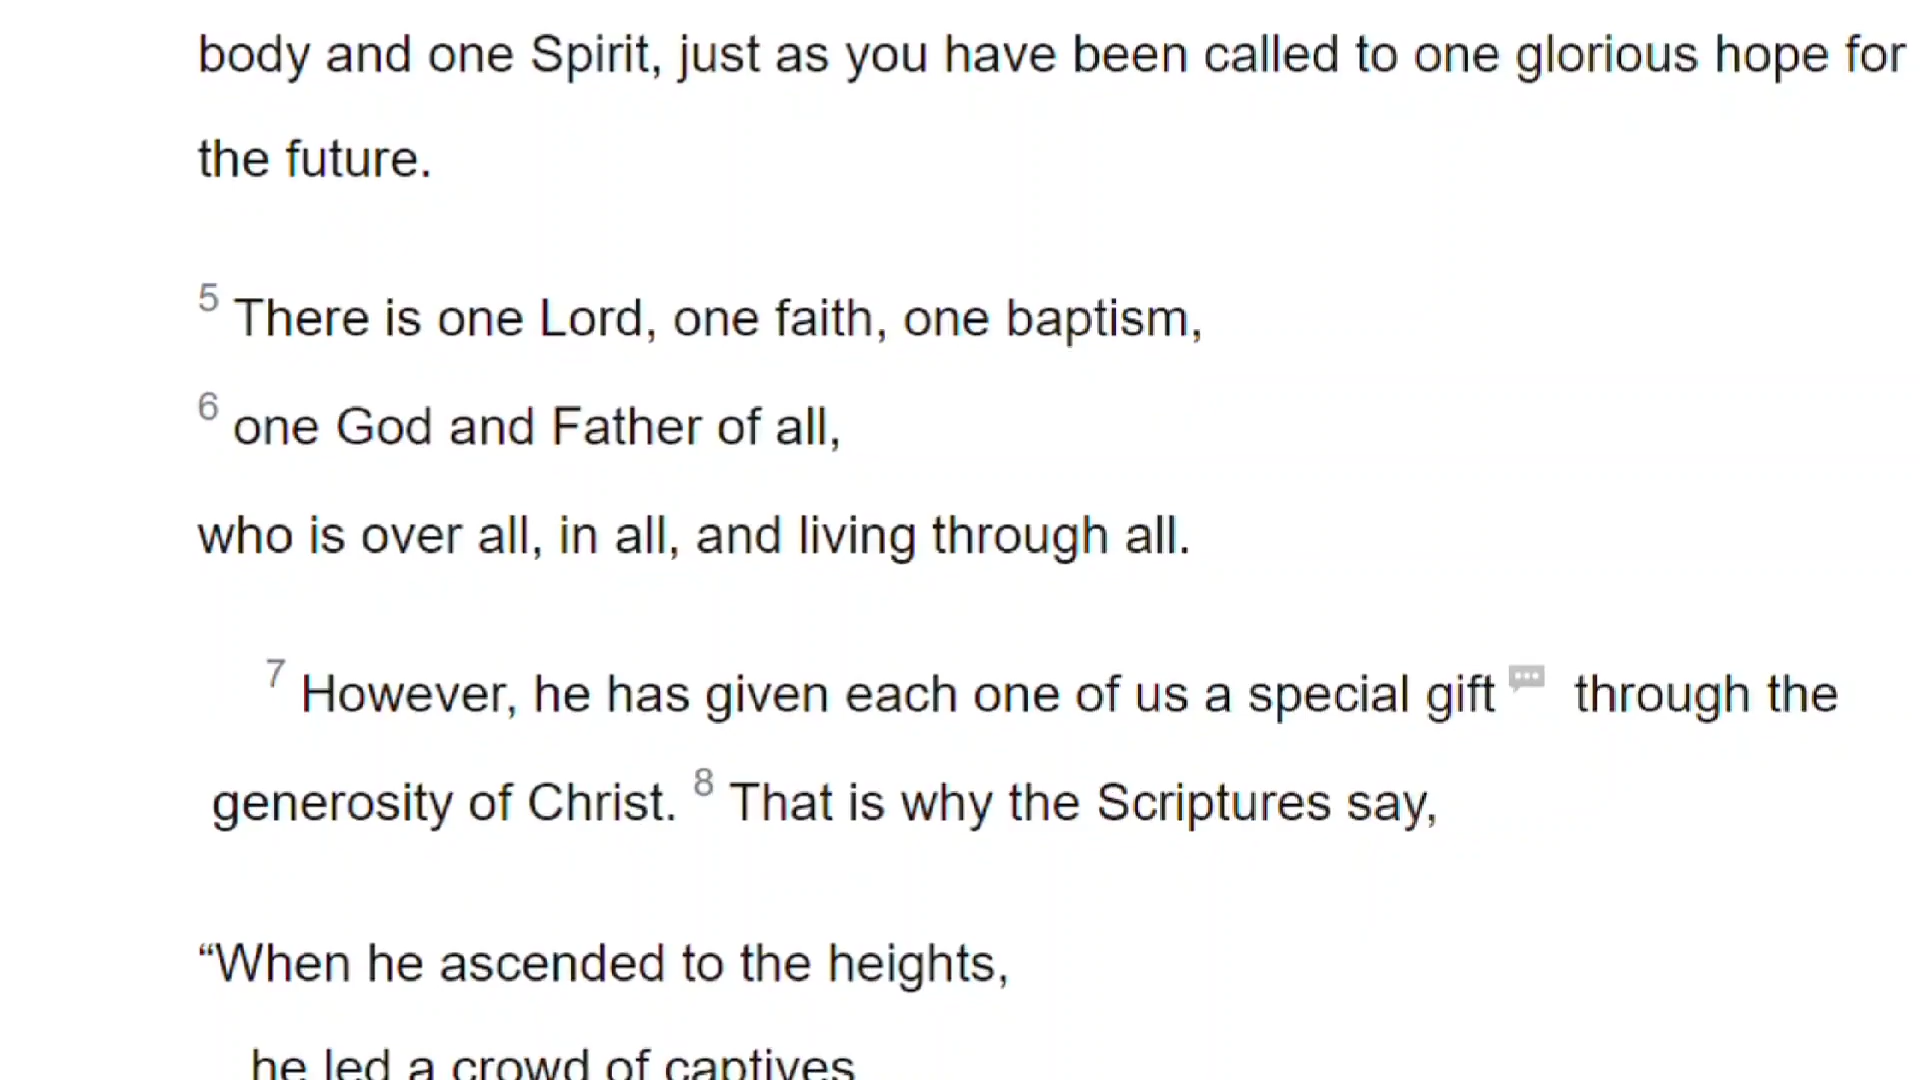 body and one Spirit, just as you have been called to one glorious hope for
the future.
5 There is one Lord, one faith, one baptism,
6 one God and Father of all,
who is over all, in all, and living through all.
7 However, he has given each one of us a special gift through the
generosity of Christ. 8 That is why the Scriptures say,
“When he ascended to the heights,
he led a crowd of captives